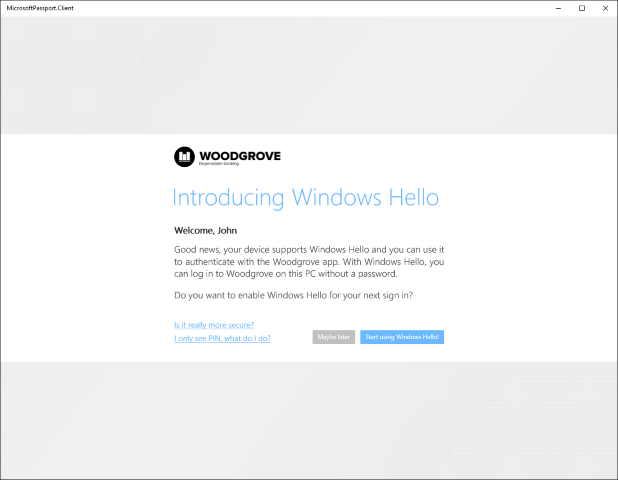 MicrosoftPassport.Client
WOODGROVE
Dependable banking
Introducing Windows Hello
Welcome, John
Good news, your device supports Windows Hello and you can use it
to authenticate with the Woodgrove app. With Windows Hello, you
can log in to Woodgrove on this PC without a password.
Do you want to enable Windows Hello for your next sign in?
Is it really more secure?
I only see PIN, what do I do?
Maybe later
Start using Windows Hello!